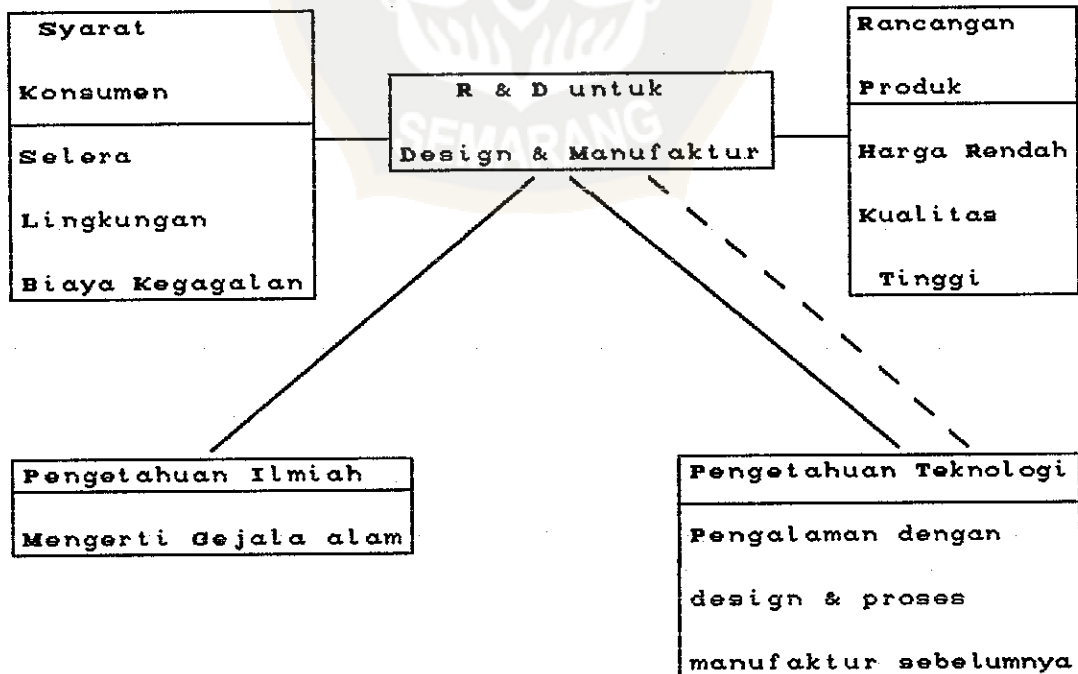 Syarat
Konsumen
Selera
Lingkungan
Biaya Kegagalan
R & D untuk
Design & Manufaktur
SEMARANG
Rancangan
Produk
Harga Rendah
Kualitas
Tinggi
Pengetahuan Ilmiah
Mengerti Gejala alam
Pengetahuan Teknologi
Pengalaman dengan
design & proses
manufaktur sebelumnya